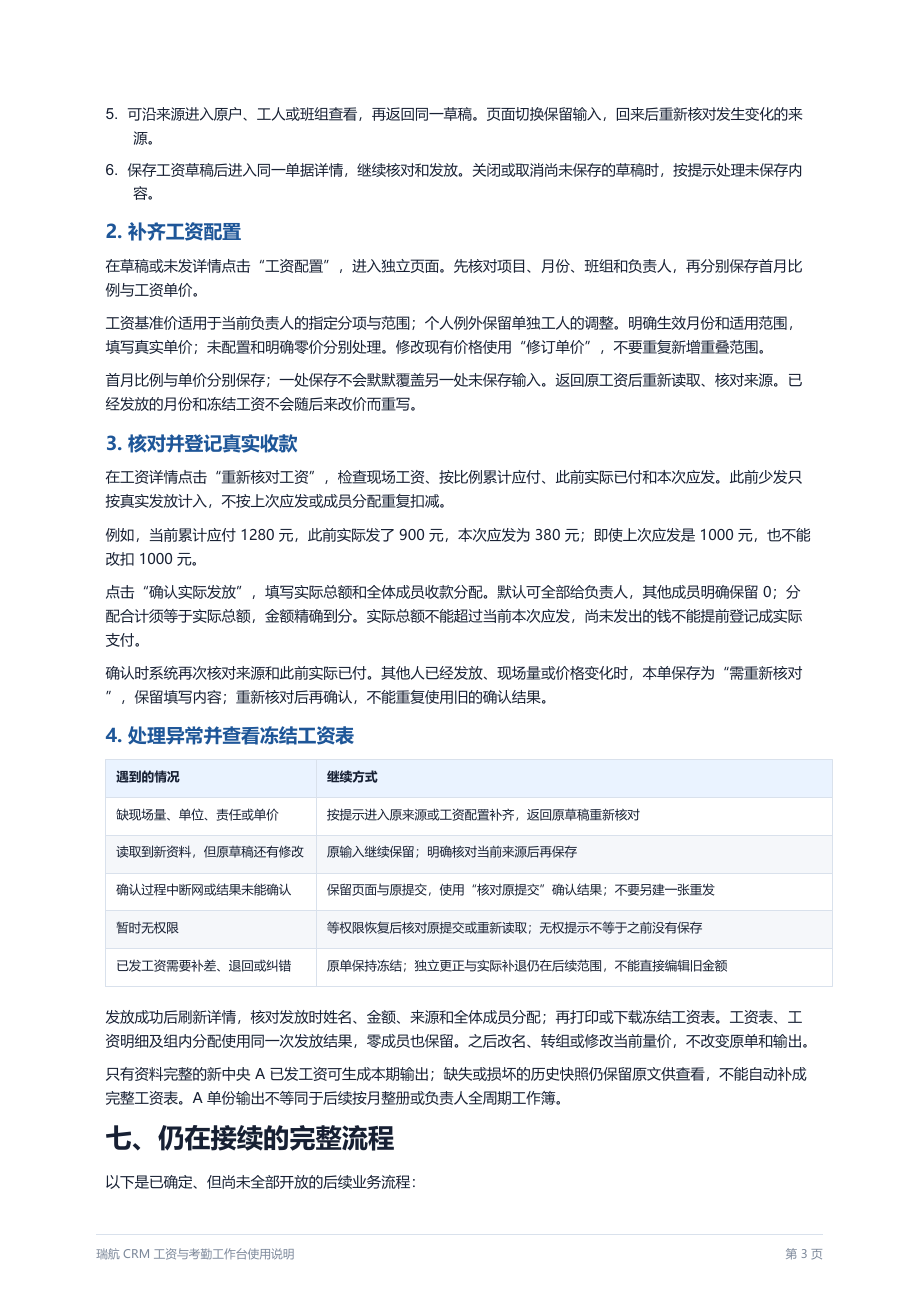 5. 可沿来源进入原户、工人或班组查看，再返回同一草稿。页面切换保留输入，回来后重新核对发生变化的来
源。
6. 保存工资草稿后进入同一单据详情，继续核对和发放。关闭或取消尚未保存的草稿时，按提示处理未保存内
容。
2. 补齐工资配置
在草稿或未发详情点击“工资配置”，进入独立页面。先核对项目、月份、班组和负责人，再分别保存首月比
例与工资单价。
工资基准价适用于当前负责人的指定分项与范围；个人例外保留单独工人的调整。明确生效月份和适用范围，
填写真实单价；未配置和明确零价分别处理。修改现有价格使用“修订单价”，不要重复新增重叠范围。
首月比例与单价分别保存；一处保存不会默默覆盖另一处未保存输入。返回原工资后重新读取、核对来源。已
经发放的月份和冻结工资不会随后来改价而重写。
3. 核对并登记真实收款
在工资详情点击“重新核对工资”，检查现场工资、按比例累计应付、此前实际已付和本次应发。此前少发只
按真实发放计入，不按上次应发或成员分配重复扣减。
例如，当前累计应付 1280 元，此前实际发了 900 元，本次应发为 380 元；即使上次应发是 1000 元，也不能
改扣 1000 元。
点击“确认实际发放”，填写实际总额和全体成员收款分配。默认可全部给负责人，其他成员明确保留 0；分
配合计须等于实际总额，金额精确到分。实际总额不能超过当前本次应发，尚未发出的钱不能提前登记成实际
支付。
确认时系统再次核对来源和此前实际已付。其他人已经发放、现场量或价格变化时，本单保存为“需重新核对
”，保留填写内容；重新核对后再确认，不能重复使用旧的确认结果。
4. 处理异常并查看冻结工资表
遇到的情况 继续方式
缺现场量、单位、责任或单价 按提示进入原来源或工资配置补齐，返回原草稿重新核对
读取到新资料，但原草稿还有修改 原输入继续保留；明确核对当前来源后再保存
确认过程中断网或结果未能确认 保留页面与原提交，使用“核对原提交”确认结果；不要另建一张重发
暂时无权限 等权限恢复后核对原提交或重新读取；无权提示不等于之前没有保存
已发工资需要补差、退回或纠错 原单保持冻结；独立更正与实际补退仍在后续范围，不能直接编辑旧金额
发放成功后刷新详情，核对发放时姓名、金额、来源和全体成员分配；再打印或下载冻结工资表。工资表、工
资明细及组内分配使用同一次发放结果，零成员也保留。之后改名、转组或修改当前量价，不改变原单和输出。
只有资料完整的新中央 A 已发工资可生成本期输出；缺失或损坏的历史快照仍保留原文供查看，不能自动补成
完整工资表。A 单份输出不等同于后续按月整册或负责人全周期工作簿。
七、仍在接续的完整流程
以下是已确定、但尚未全部开放的后续业务流程：
瑞航 CRM 工资与考勤工作台使用说明 第 3 页